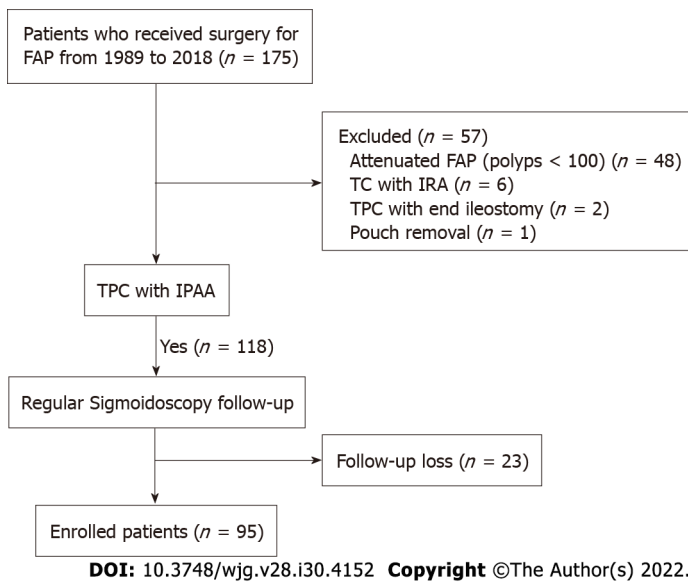 Patients who received surgery for
FAP from 1989 to 2018 (n = 175)
Excluded (n = 57)
Attenuated FAP (polyps < 100) (n = 48)
TC with IRA (n = 6)
TPC with end ileostomy (n = 2)
Pouch removal (n = 1)
TPC with IPAA
Yes (n = 118)
Regular Sigmoidoscopy follow-up
Follow-up loss (n = 23)
Enrolled patients (n = 95)
DOI: 10.3748/wjg.v28.i30.4152 Copyright ©The Author(s) 2022.